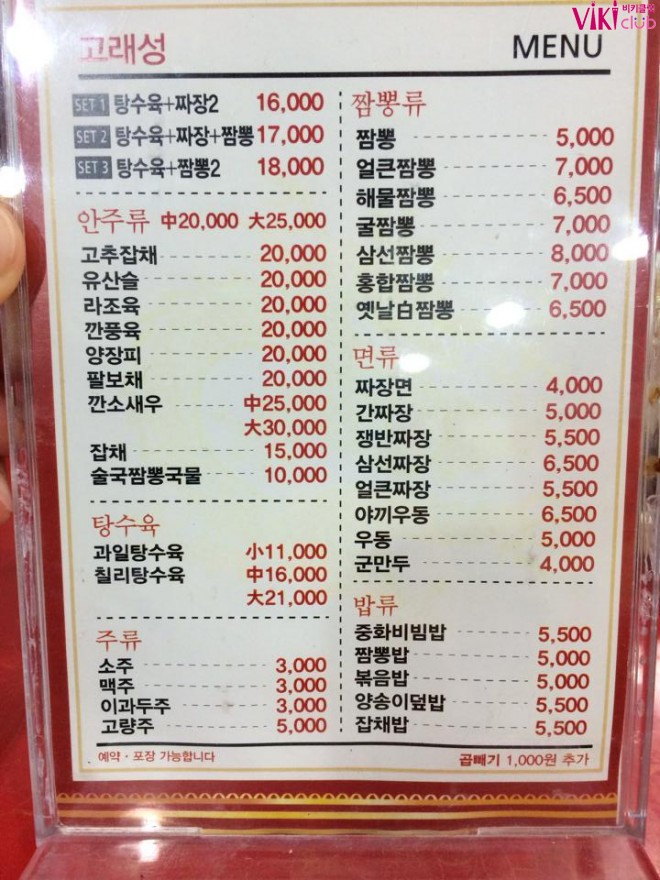 ViKi 비키클럽 club
고래성 MENU
SET 1 탕수육+짜장2 16,000
SET 2 탕수육+짜장+짬뽕 17,000
SET 3 탕수육+짬뽕2 18,000
안주류 中20,000 大25,000
고추잡채 20,000
유산슬 20,000
라조육 20,000
깐풍육 20,000
양장피 20,000
팔보채 20,000
깐소새우 中25,000
大30,000
잡채 15,000
술국짬뽕국물 10,000
탕수육
과일탕수육 小11,000
칠리탕수육 中16,000
大21,000
주류
소주 3,000
맥주 3,000
이과두주 3,000
고량주 5,000
짬뽕류
짬뽕 5,000
얼큰짬뽕 7,000
해물짬뽕 6,500
굴짬뽕 7,000
삼선짬뽕 8,000
홍합짬뽕 7,000
옛날白짬뽕 6,500
면류
짜장면 4,000
간짜장 5,000
쟁반짜장 5,500
삼선짜장 6,500
얼큰짜장 5,500
야끼우동 6,500
우동 5,000
군만두 4,000
밥류
중화비빔밥 5,500
짬뽕밥 5,000
볶음밥 5,000
양송이덮밥 5,500
잡채밥 5,500
예약·포장 가능합니다
곱빼기 1,000원 추가